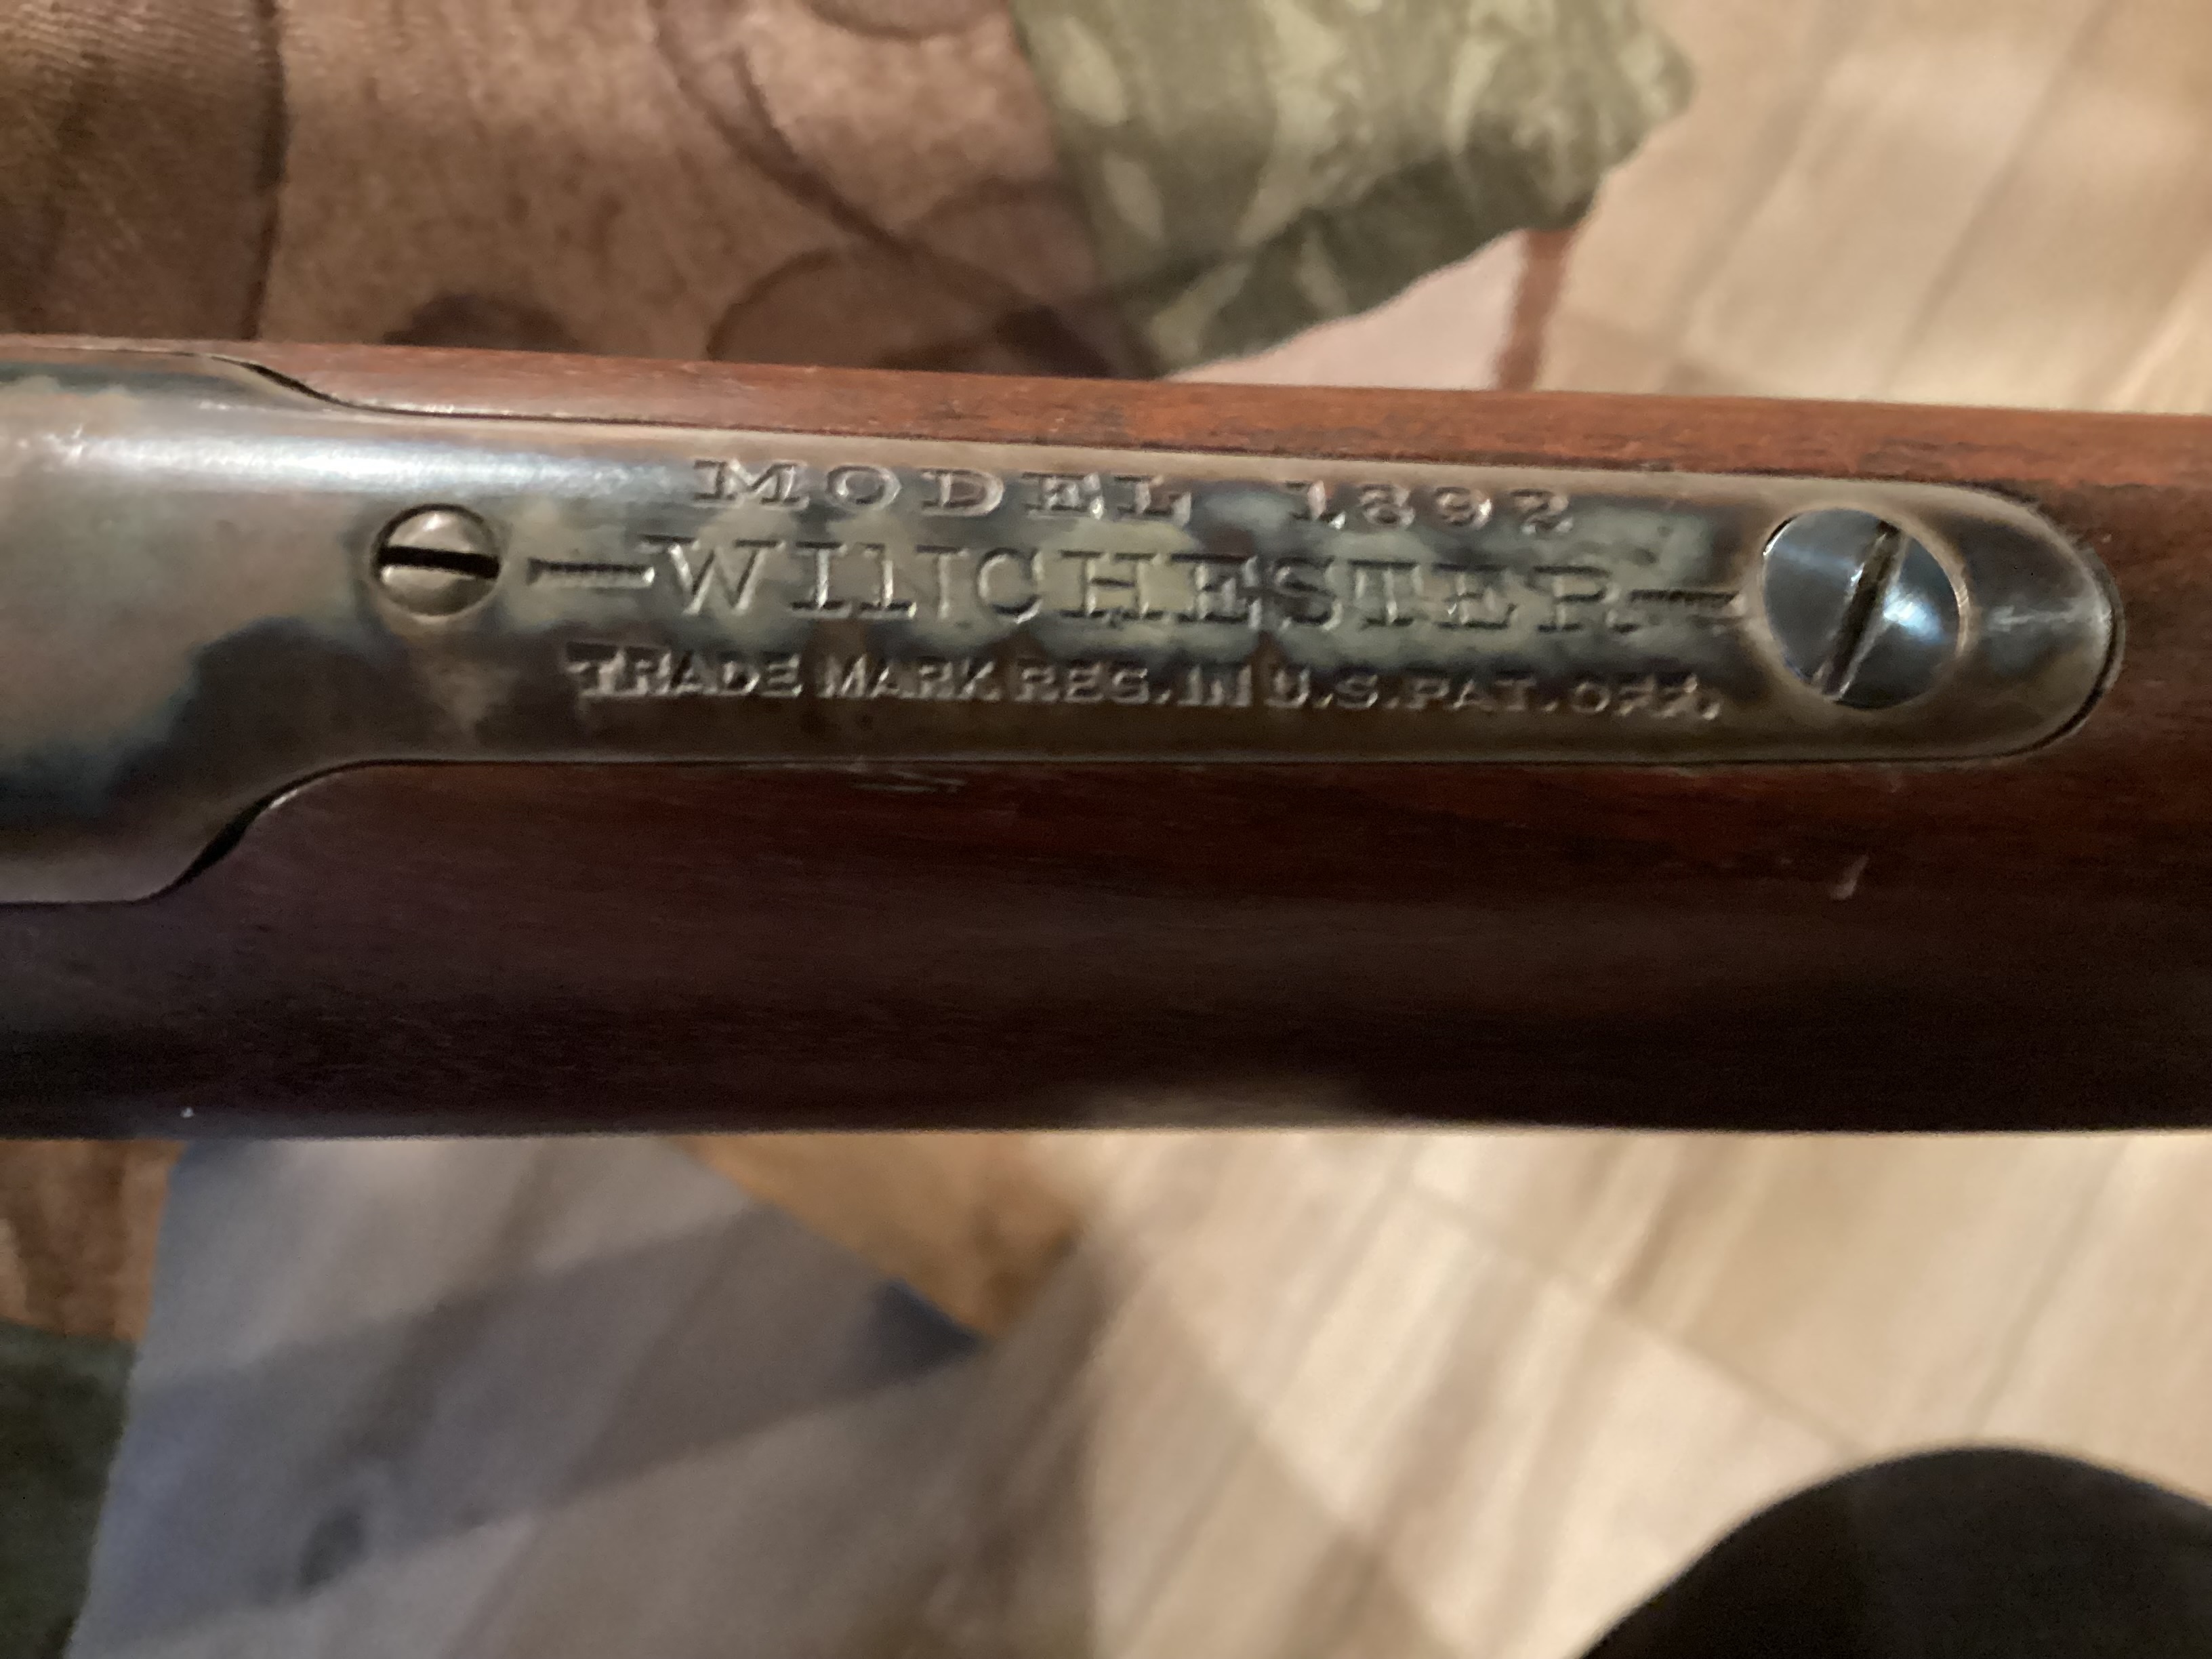 MODEL 1892
—WINCHESTER.—
TRADE MARK REG. IN U.S. PAT. OFF.